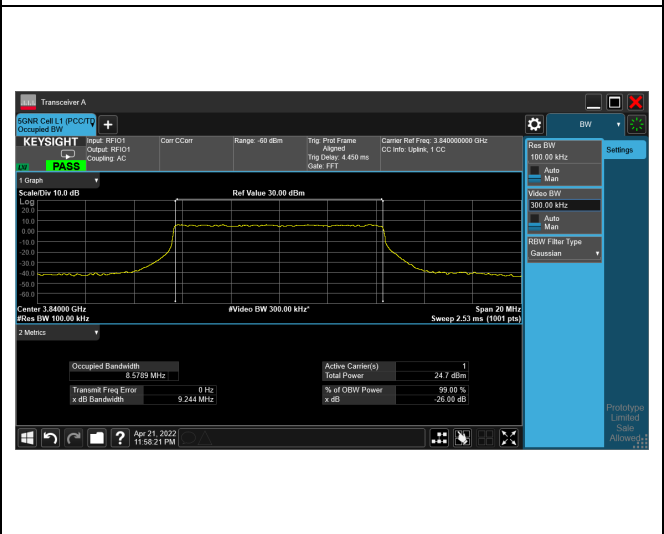 Transceiver A
5GNR Cell L1 (PCC/TD
Occupied BW
BW
KEYSIGHT
Input: RFIO1
Output: RFIO1
Coupling: AC
Corr CCorr
Range: -60 dBm
Trig: Prot Frame
Aligned
Trig Delay: 4.450 ms
Gate: FFT
Carrier Ref Freq: 3.840000000 GHz
CC Info: Uplink, 1 CC
PASS
Res BW
100.00 kHz
Auto
Man
Video BW
300.00 kHz
Auto
Man
RBW Filter Type
Gaussian
Settings
1 Graph
Scale/Div 10.0 dB
Ref Value 30.00 dBm
Log
20.0
10.0
0.00
-10.0
-20.0
-30.0
-40.0
-50.0
-60.0
Center 3.84000 GHz
#Video BW 300.00 kHz*
Span 20 MHz
#Res BW 100.00 kHz
Sweep 2.53 ms (1001 pts)
2 Metrics
Occupied Bandwidth
8.5789 MHz
Active Carrier(s) 1
Total Power 24.7 dBm
Transmit Freq Error 0 Hz
x dB Bandwidth 9.244 MHz
% of OBW Power 99.00 %
x dB -26.00 dB
Apr 21, 2022
11:58:21 PM
Prototype
Limited
Sale
Allowed